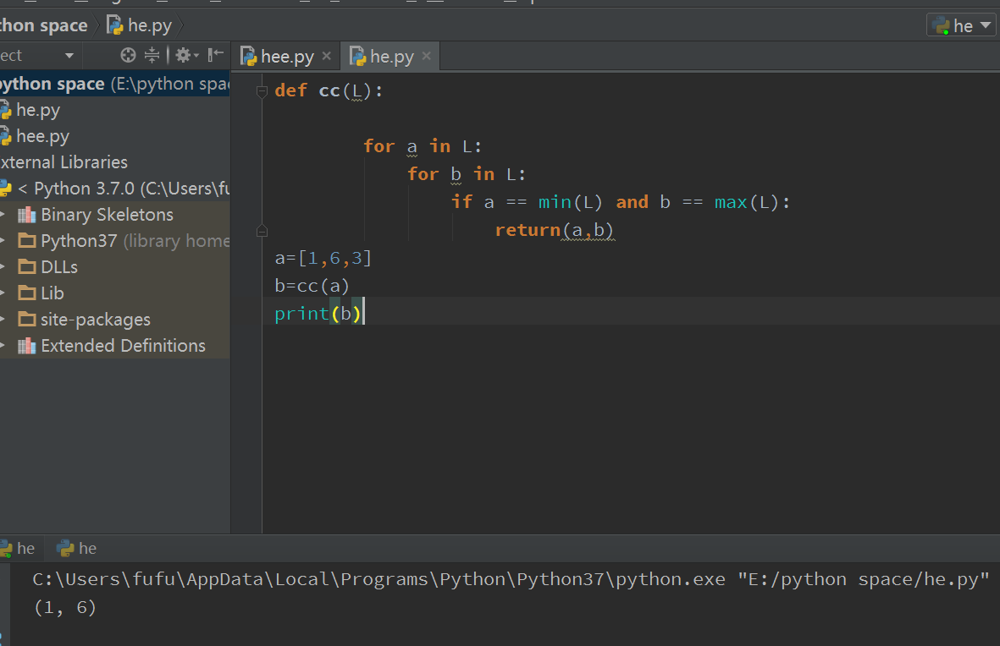 thon space he.py he
ect hee.py he.py
python space (E:\python spac
he.py
hee.py
xternal Libraries
< Python 3.7.0 (C:\Users\fu
Binary Skeletons
Python37 (library home
DLLs
Lib
site-packages
Extended Definitions
def cc(L):
for a in L:
for b in L:
if a == min(L) and b == max(L):
return(a,b)
a=[1,6,3]
b=cc(a)
print(b)
he he
C:\Users\fufu\AppData\Local\Programs\Python\Python37\python.exe "E:/python space/he.py"
(1, 6)